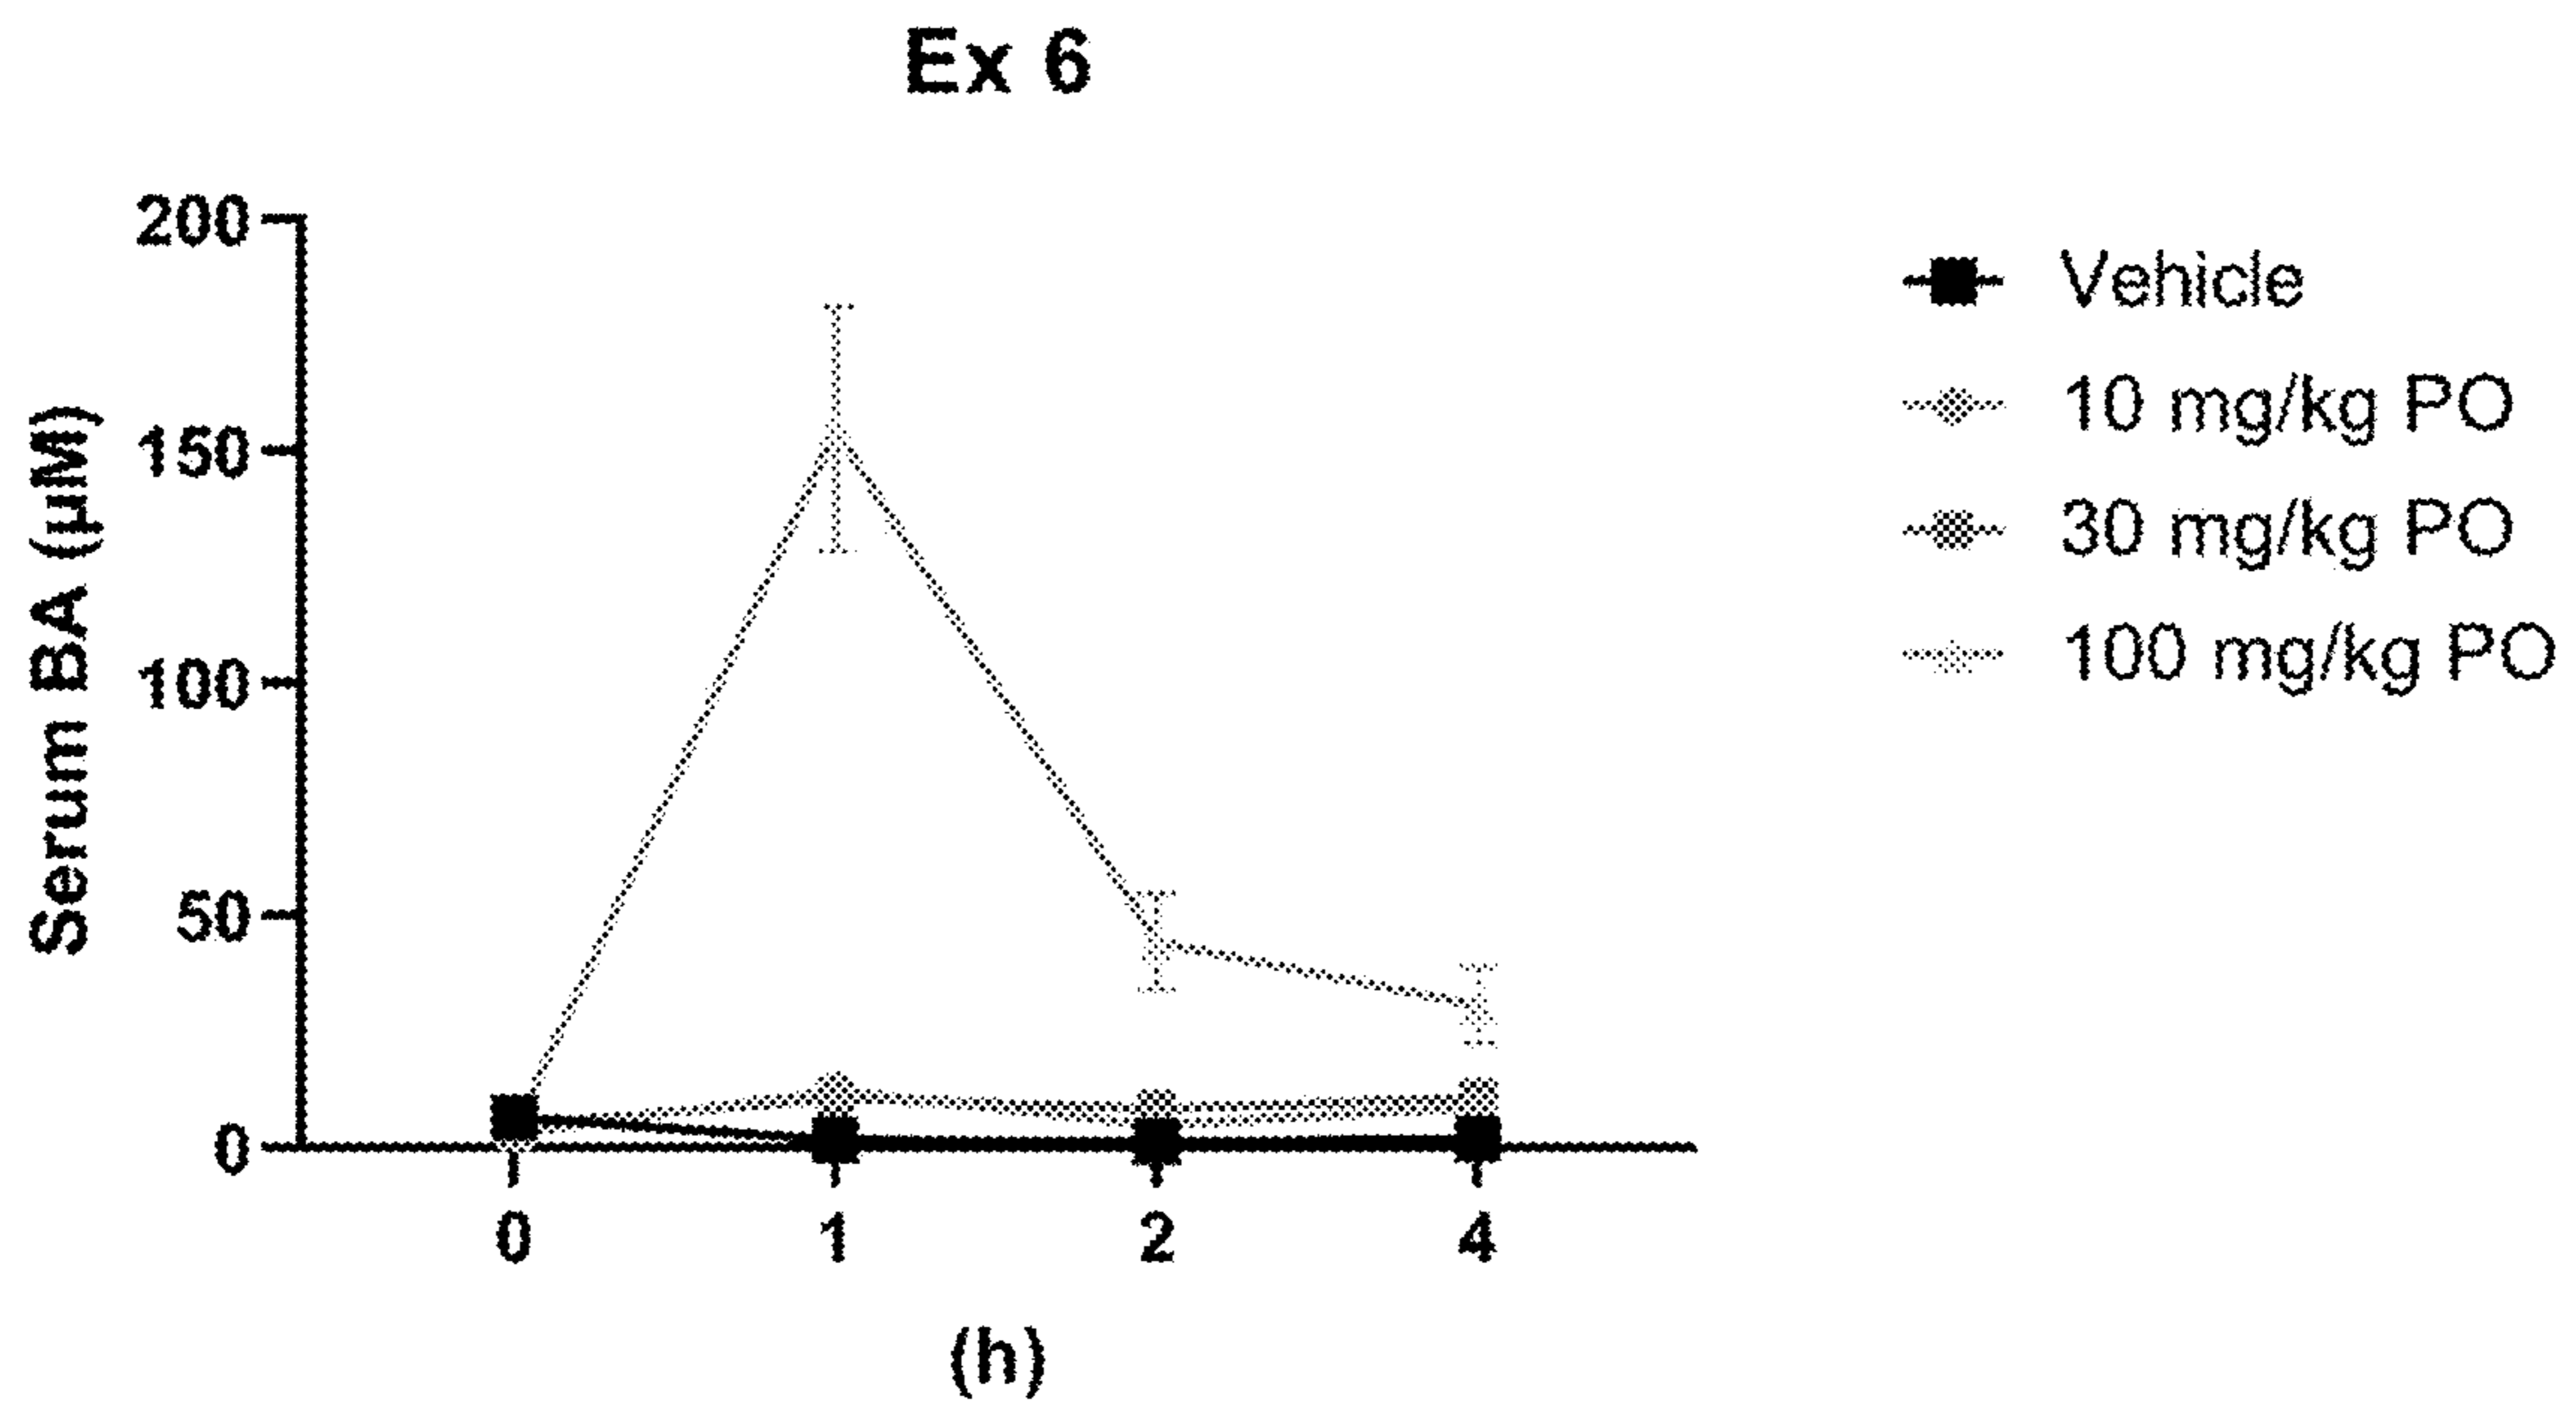 Ex 6
200
150
100
50
0
Serum BA (µM)
0 1 2 4
(h)
Vehicle
10 mg/kg PO
30 mg/kg PO
100 mg/kg PO